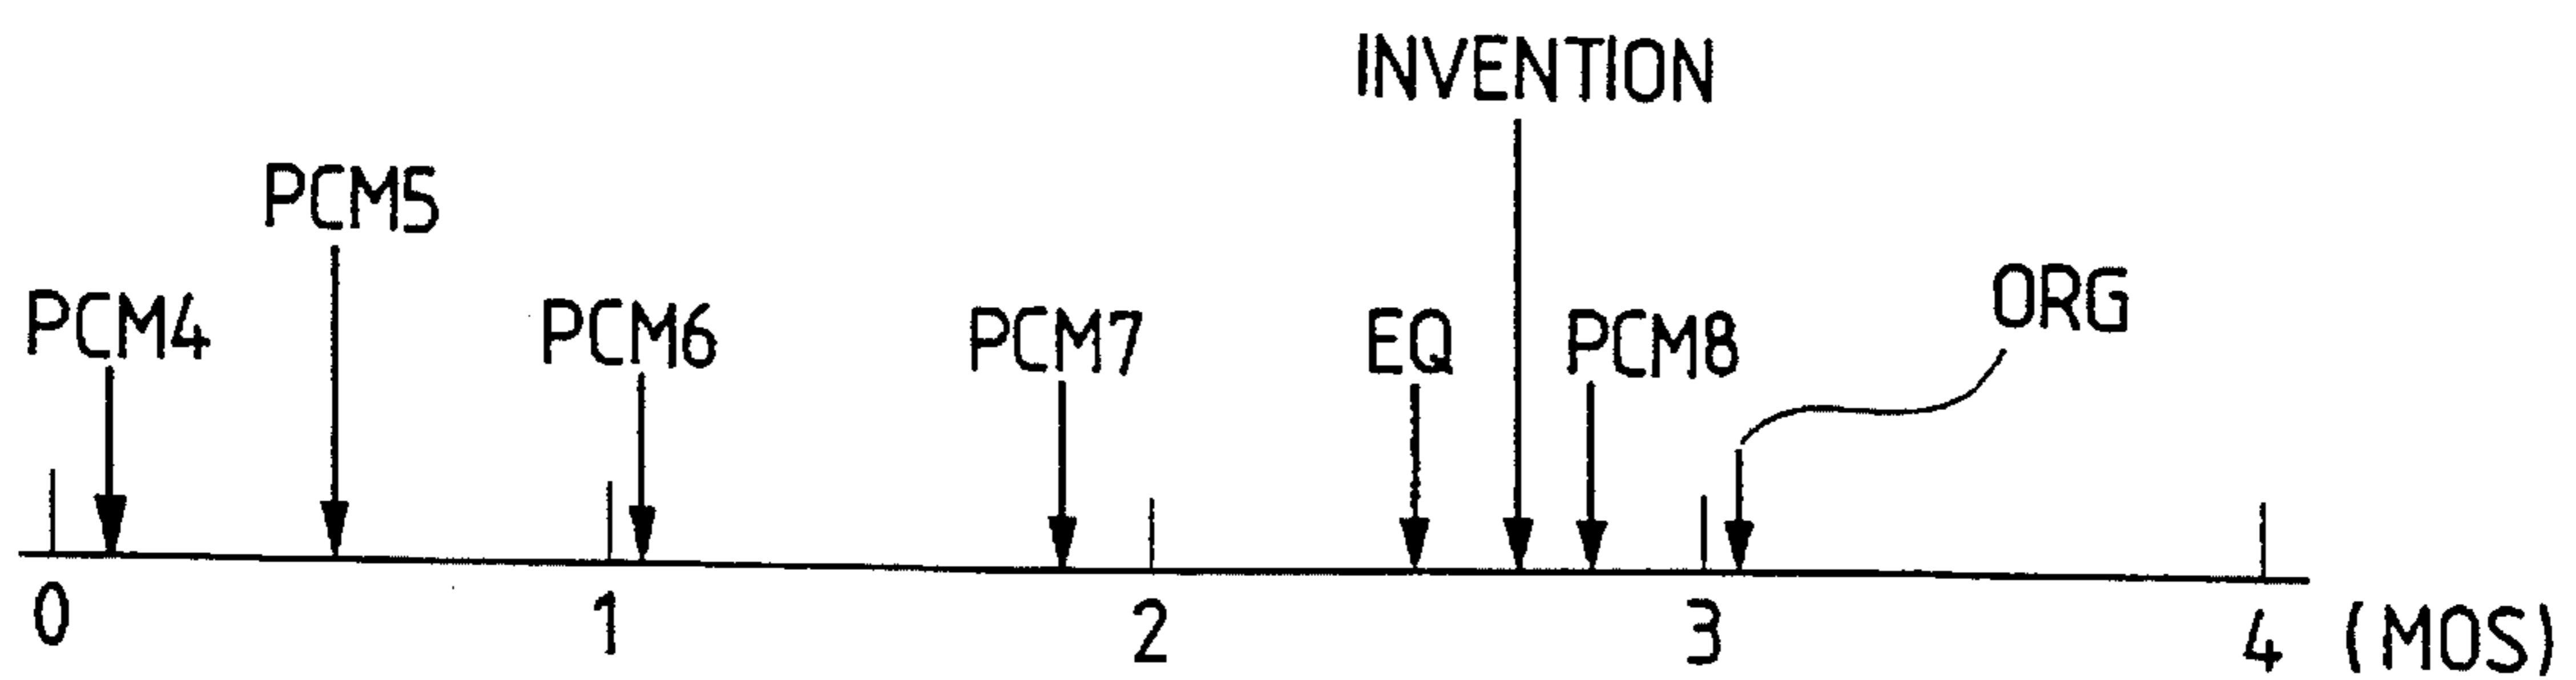 INVENTION
PCM5
ORG
PCM4
PCM6
PCM7
EQ
PCM8
0 1 2 3 4 (MOS)